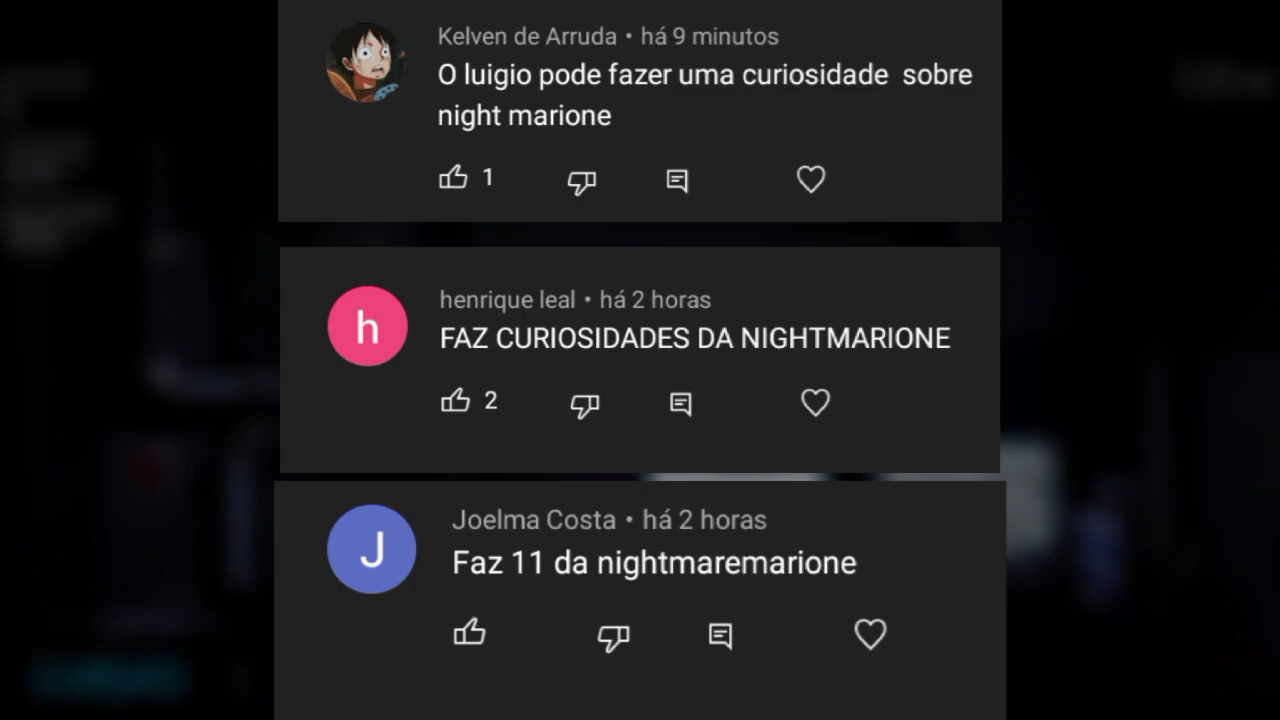 Kelven de Arruda • há 9 minutos
O luigio pode fazer uma curiosidade sobre
night marione
1
h
henrique leal • há 2 horas
FAZ CURIOSIDADES DA NIGHTMARIONE
2
J
Joelma Costa • há 2 horas
Faz 11 da nightmaremarione